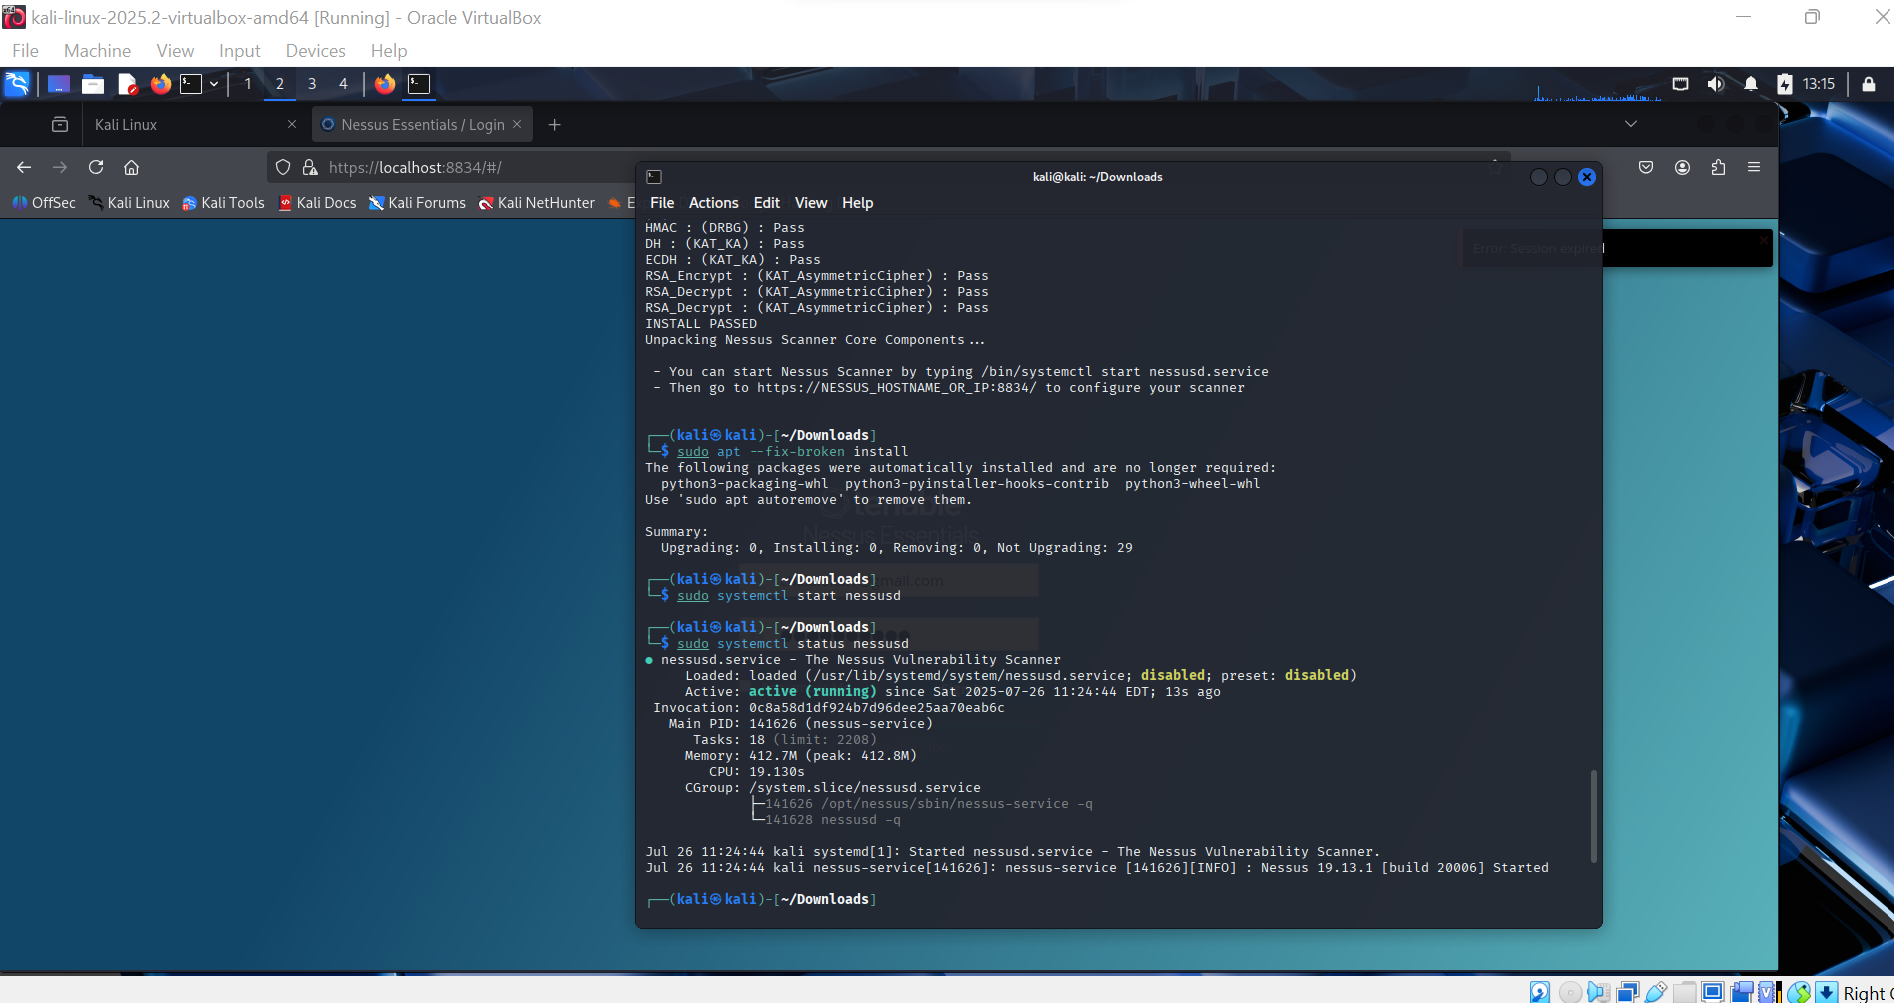 kali-linux-2025.2-virtualbox-amd64 [Running] - Oracle VirtualBox
File Machine View Input Devices Help
1 2 3 4 13:15
Kali Linux Nessus Essentials / Login
https://localhost:8834/#/
OffSec Kali Linux Kali Tools Kali Docs Kali Forums Kali NetHunter
Error: Session expired
kali@kali: ~/Downloads
File Actions Edit View Help
HMAC : (DRBG) : Pass
DH : (KAT_KA) : Pass
ECDH : (KAT_KA) : Pass
RSA_Encrypt : (KAT_AsymmetricCipher) : Pass
RSA_Decrypt : (KAT_AsymmetricCipher) : Pass
RSA_Decrypt : (KAT_AsymmetricCipher) : Pass
INSTALL PASSED
Unpacking Nessus Scanner Core Components...
- You can start Nessus Scanner by typing /bin/systemctl start nessusd.service
- Then go to https://NESSUS_HOSTNAME_OR_IP:8834/ to configure your scanner
┌──(kali㉿kali)-[~/Downloads]
└─$ sudo apt --fix-broken install
The following packages were automatically installed and are no longer required:
python3-packaging-whl python3-pyinstaller-hooks-contrib python3-wheel-whl
Use 'sudo apt autoremove' to remove them.
tenable
Nessus Essentials
Summary:
Upgrading: 0, Installing: 0, Removing: 0, Not Upgrading: 29
┌──(kali㉿kali)-[~/Downloads]
└─$ sudo systemctl start nessusd
┌──(kali㉿kali)-[~/Downloads]
└─$ sudo systemctl status nessusd
● nessusd.service - The Nessus Vulnerability Scanner
Loaded: loaded (/usr/lib/systemd/system/nessusd.service; disabled; preset: disabled)
Active: active (running) since Sat 2025-07-26 11:24:44 EDT; 13s ago
Invocation: 0c8a58d1df924b7d96dee25aa70eab6c
Main PID: 141626 (nessus-service)
Tasks: 18 (limit: 2208)
Memory: 412.7M (peak: 412.8M)
CPU: 19.130s
CGroup: /system.slice/nessusd.service
├─141626 /opt/nessus/sbin/nessus-service -q
└─141628 nessusd -q
Jul 26 11:24:44 kali systemd[1]: Started nessusd.service - The Nessus Vulnerability Scanner.
Jul 26 11:24:44 kali nessus-service[141626]: nessus-service [141626][INFO] : Nessus 19.13.1 [build 20006] Started
┌──(kali㉿kali)-[~/Downloads]
Right